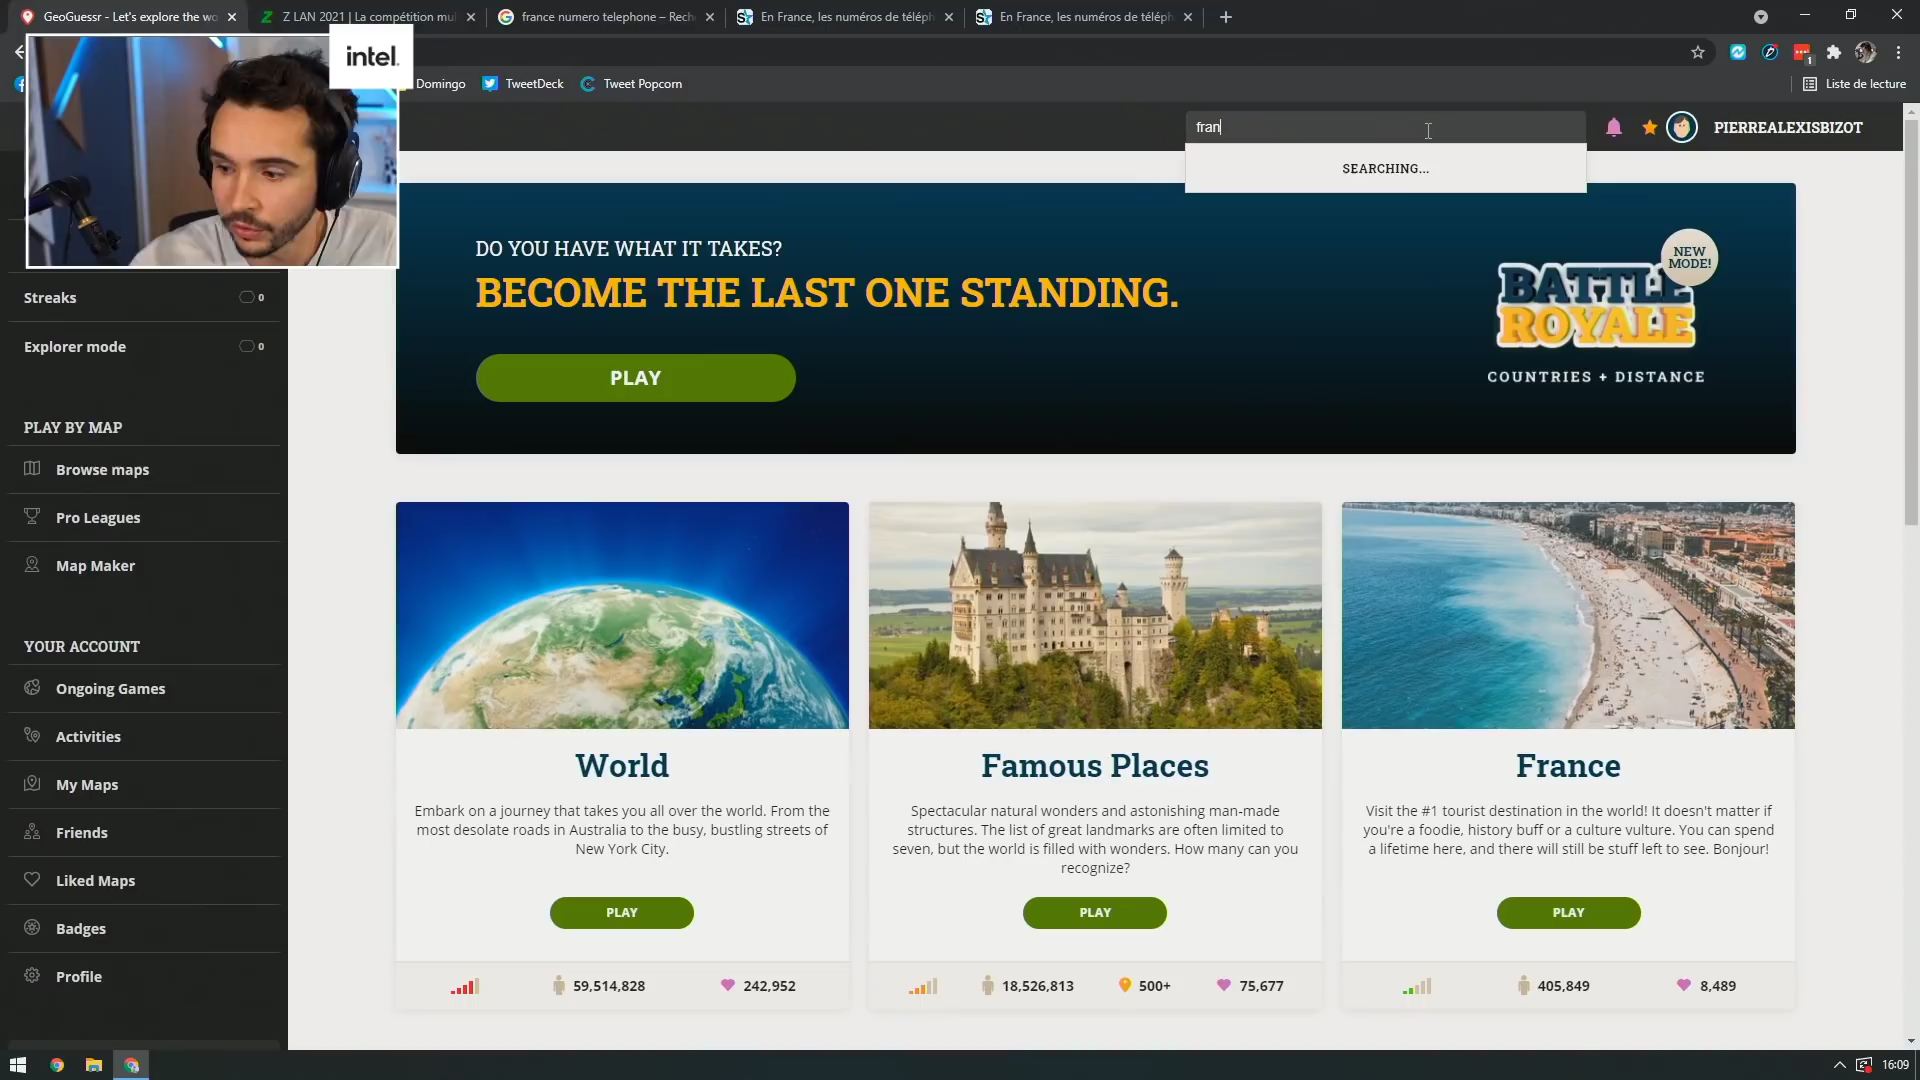 GeoGuessr - Let's explore the wo
Z LAN 2021 | La compétition mul
france numero telephone – Rech
En France, les numéros de téléph
En France, les numéros de téléph
intel.
Domingo
TweetDeck
Tweet Popcorn
1
Liste de lecture
fran
PIERREALEXISBIZOT
SEARCHING...
Streaks
0
Explorer mode
0
PLAY BY MAP
Browse maps
Pro Leagues
Map Maker
YOUR ACCOUNT
Ongoing Games
Activities
My Maps
Friends
Liked Maps
Badges
Profile
DO YOU HAVE WHAT IT TAKES?
BECOME THE LAST ONE STANDING.
PLAY
NEW
MODE!
BATTLE
ROYALE
COUNTRIES + DISTANCE
World
Embark on a journey that takes you all over the world. From the
most desolate roads in Australia to the busy, bustling streets of
New York City.
PLAY
59,514,828
242,952
Famous Places
Spectacular natural wonders and astonishing man-made
structures. The list of great landmarks are often limited to
seven, but the world is filled with wonders. How many can you
recognize?
PLAY
18,526,813
500+
75,677
France
Visit the #1 tourist destination in the world! It doesn't matter if
you're a foodie, history buff or a culture vulture. You can spend
a lifetime here, and there will still be stuff left to see. Bonjour!
PLAY
405,849
8,489
16:09